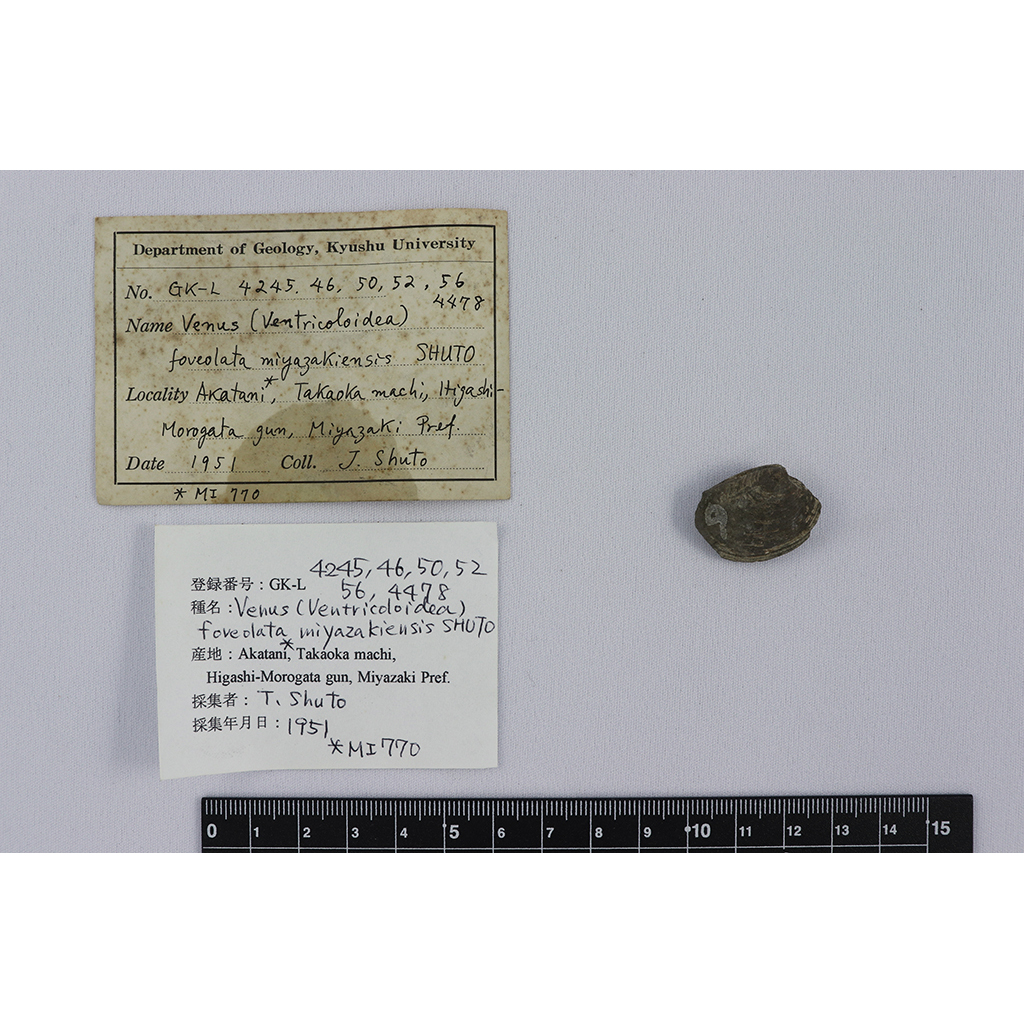 Department of Geology, Kyushu University
No. GK-L 4245. 46, 50, 52, 56
4478
Name Venus (Ventricoloidea)
foveolata miyazakiensis SHUTO
Locality Akatani*, Takaoka machi, Higashi-
Morogata gun, Miyazaki Pref.
Date 1951 Coll. J. Shuto
* MI 770
4245, 46, 50, 52
登録番号：GK-L 56, 4478
種名：Venus (Ventricoloidea)
foveolata miyazakiensis SHUTO
産地：Akatani*, Takaoka machi,
Higashi-Morogata gun, Miyazaki Pref.
採集者：T. Shuto
採集年月日：1951
* MI 770
0 1 2 3 4 5 6 7 8 9 10 11 12 13 14 15